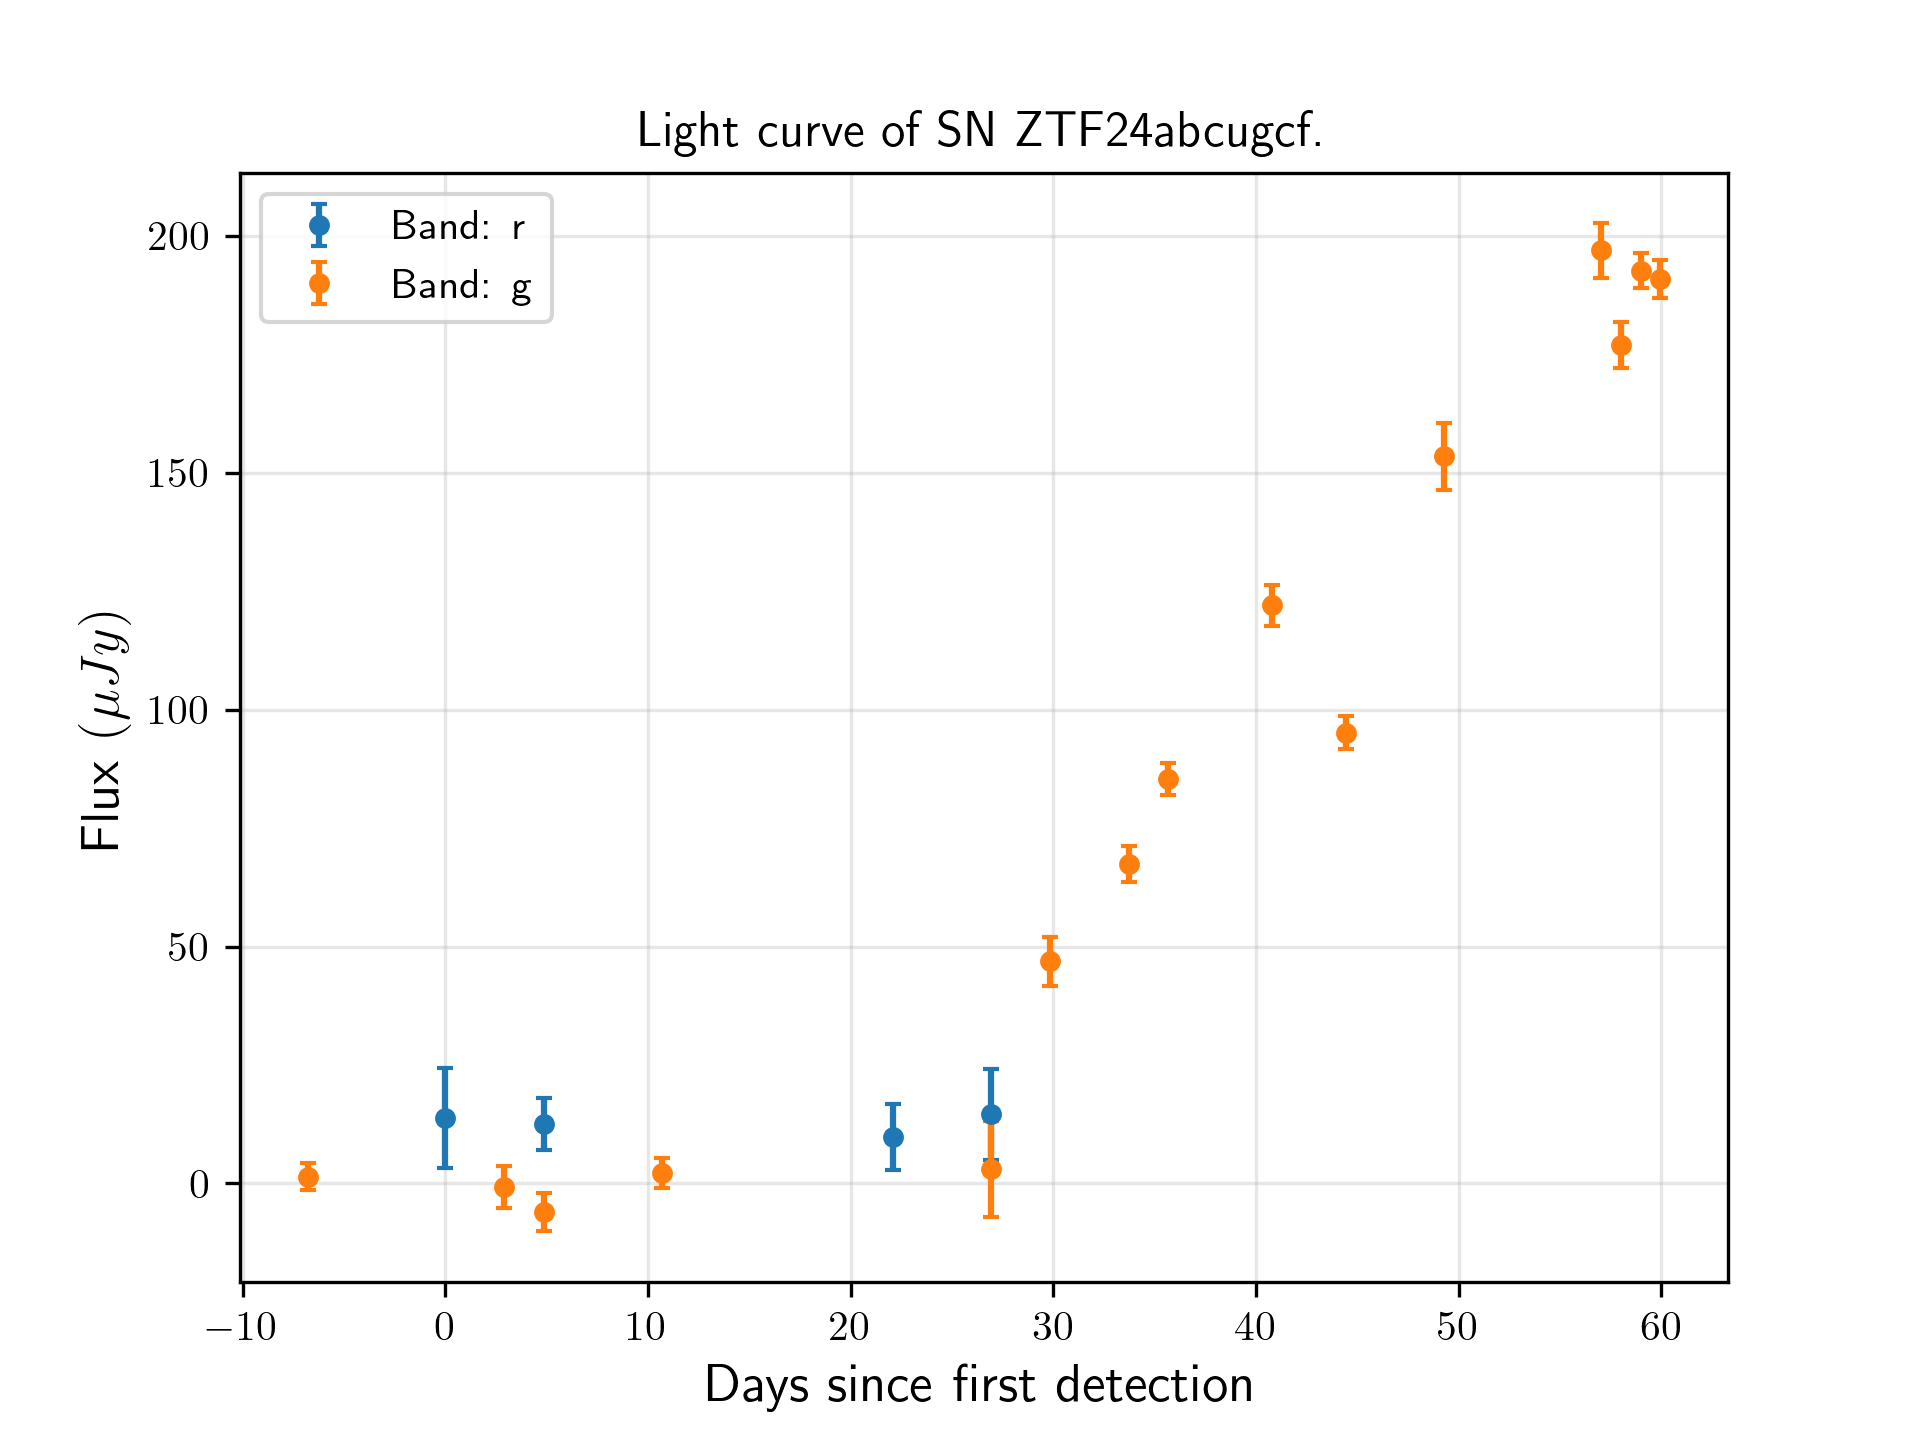 Light curve of SN ZTF24abcugcf.
Band: r
Band: g
200
150
100
50
0
Flux (μJy)
−10 0 10 20 30 40 50 60
Days since first detection